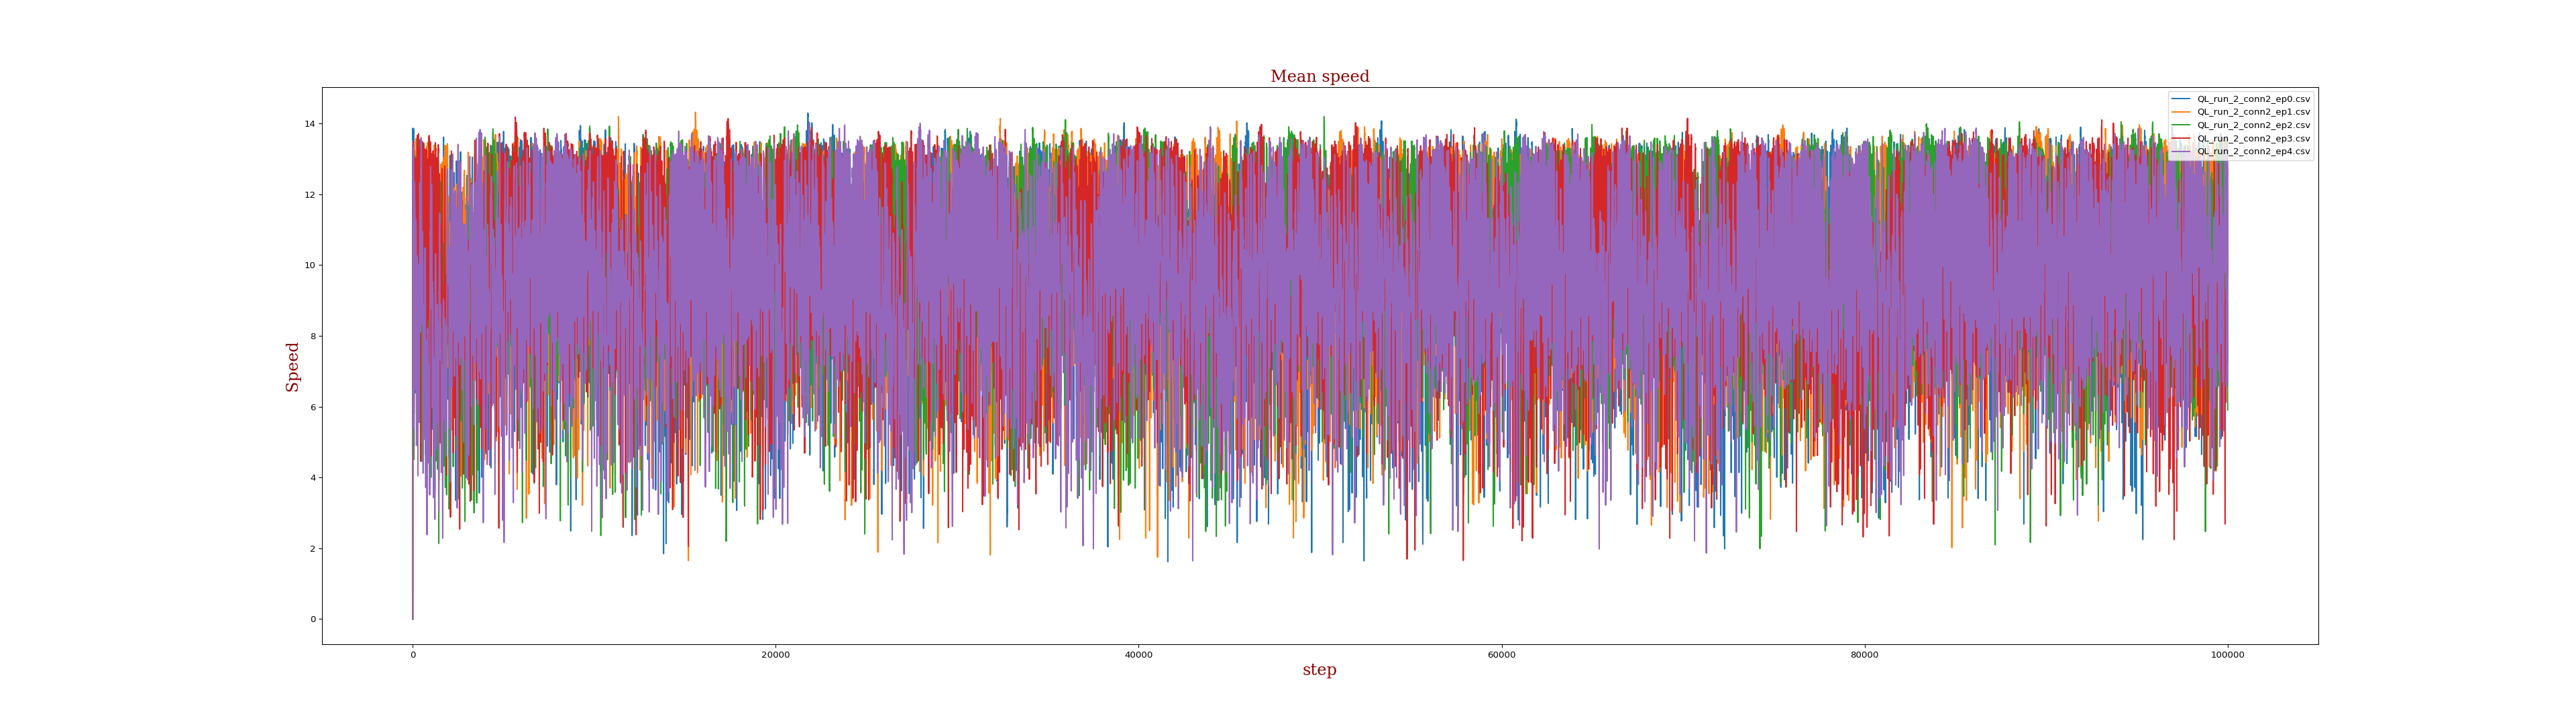 Mean speed
QL_run_2_conn2_ep0.csv
QL_run_2_conn2_ep1.csv
QL_run_2_conn2_ep2.csv
QL_run_2_conn2_ep3.csv
QL_run_2_conn2_ep4.csv
14
12
10
8
6
4
2
0
Speed
0 20000 40000 60000 80000 100000
step